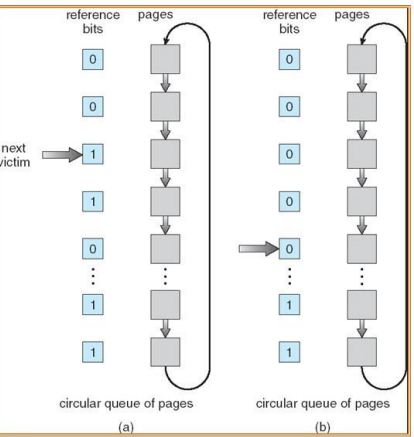 reference bits
pages
0
0
next victim
1
1
0
1
1
circular queue of pages
(a)
reference bits
pages
0
0
0
0
0
1
1
circular queue of pages
(b)